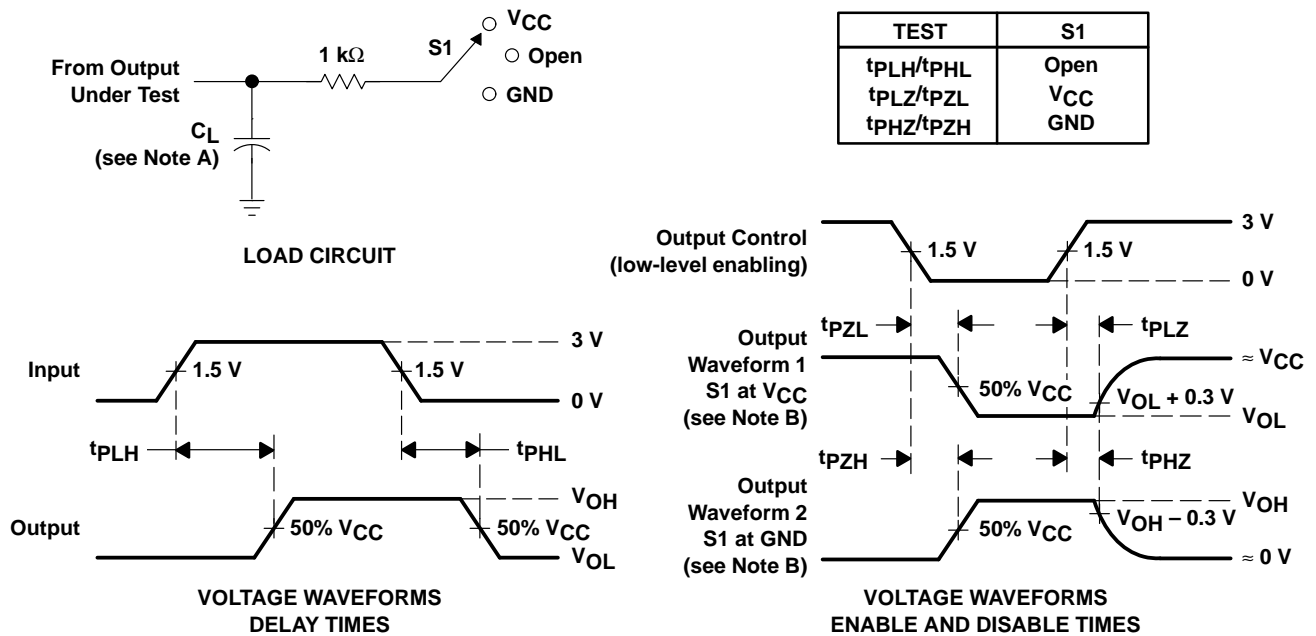 From Output
Under Test
CL
(see Note A)
1 kΩ
S1
VCC
Open
GND
LOAD CIRCUIT
TEST S1
tPLH/tPHL Open
tPLZ/tPZL VCC
tPHZ/tPZH GND
Input
1.5 V 1.5 V
3 V
0 V
tPLH tPHL
Output
50% VCC 50% VCC
VOH
VOL
VOLTAGE WAVEFORMS
DELAY TIMES
Output Control
(low-level enabling)
1.5 V 1.5 V
3 V
0 V
tPZL tPLZ
Output
Waveform 1
S1 at VCC
(see Note B)
50% VCC
VOL + 0.3 V
≈ VCC
VOL
tPZH tPHZ
Output
Waveform 2
S1 at GND
(see Note B)
50% VCC
VOH – 0.3 V
VOH
≈ 0 V
VOLTAGE WAVEFORMS
ENABLE AND DISABLE TIMES